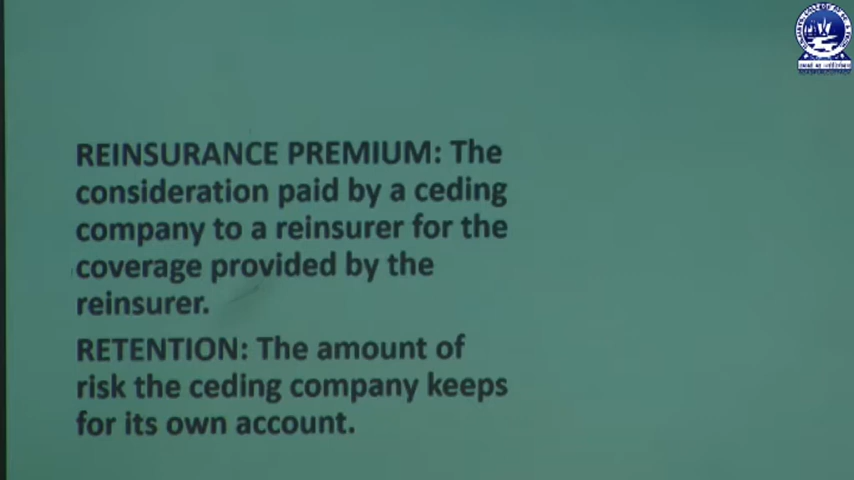 REINSURANCE PREMIUM: The
consideration paid by a ceding
company to a reinsurer for the
coverage provided by the
reinsurer.
RETENTION: The amount of
risk the ceding company keeps
for its own account.